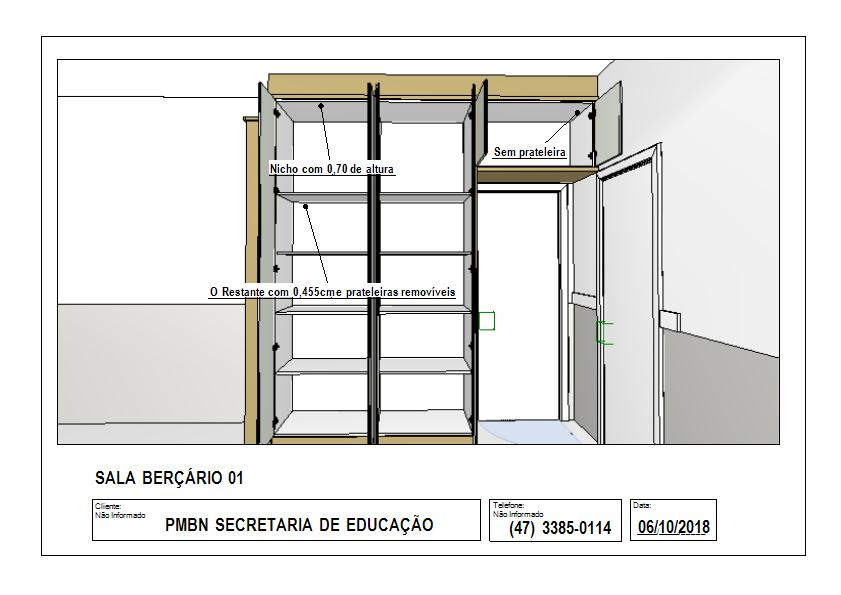 Sem prateleira
Nicho com 0,70 de altura
O Restante com 0,455cm e prateleiras removíveis
SALA BERÇÁRIO 01
Cliente:
Não Informado
PMBN SECRETARIA DE EDUCAÇÃO
Telefone:
Não Informado
(47) 3385-0114
Data:
06/10/2018